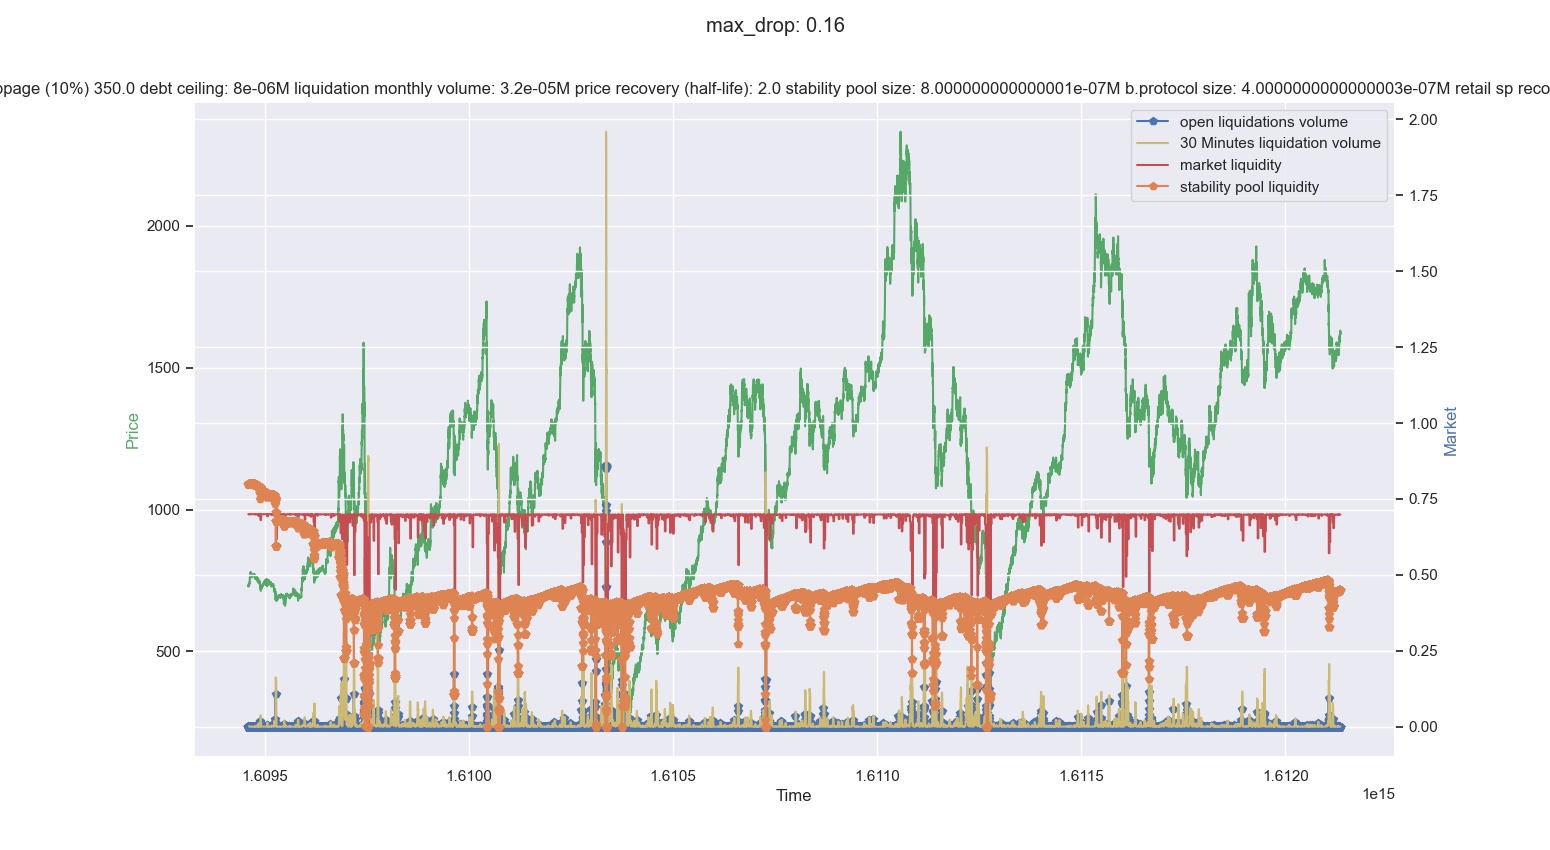 max_drop: 0.16
(10%) 350.0 debt ceiling: 8e-06M liquidation monthly volume: 3.2e-05M price recovery (half-life): 2.0 stability pool size: 8.000000000000001e-07M b.protocol size: 4.0000000000000003e-07M retail sp
open liquidations volume
30 Minutes liquidation volume
market liquidity
stability pool liquidity
2.00
1.75
1.50
1.25
1.00
0.75
0.50
0.25
0.00
Market
2000
1500
1000
500
Price
1.6095 1.6100 1.6105 1.6110 1.6115 1.6120
1e15
Time